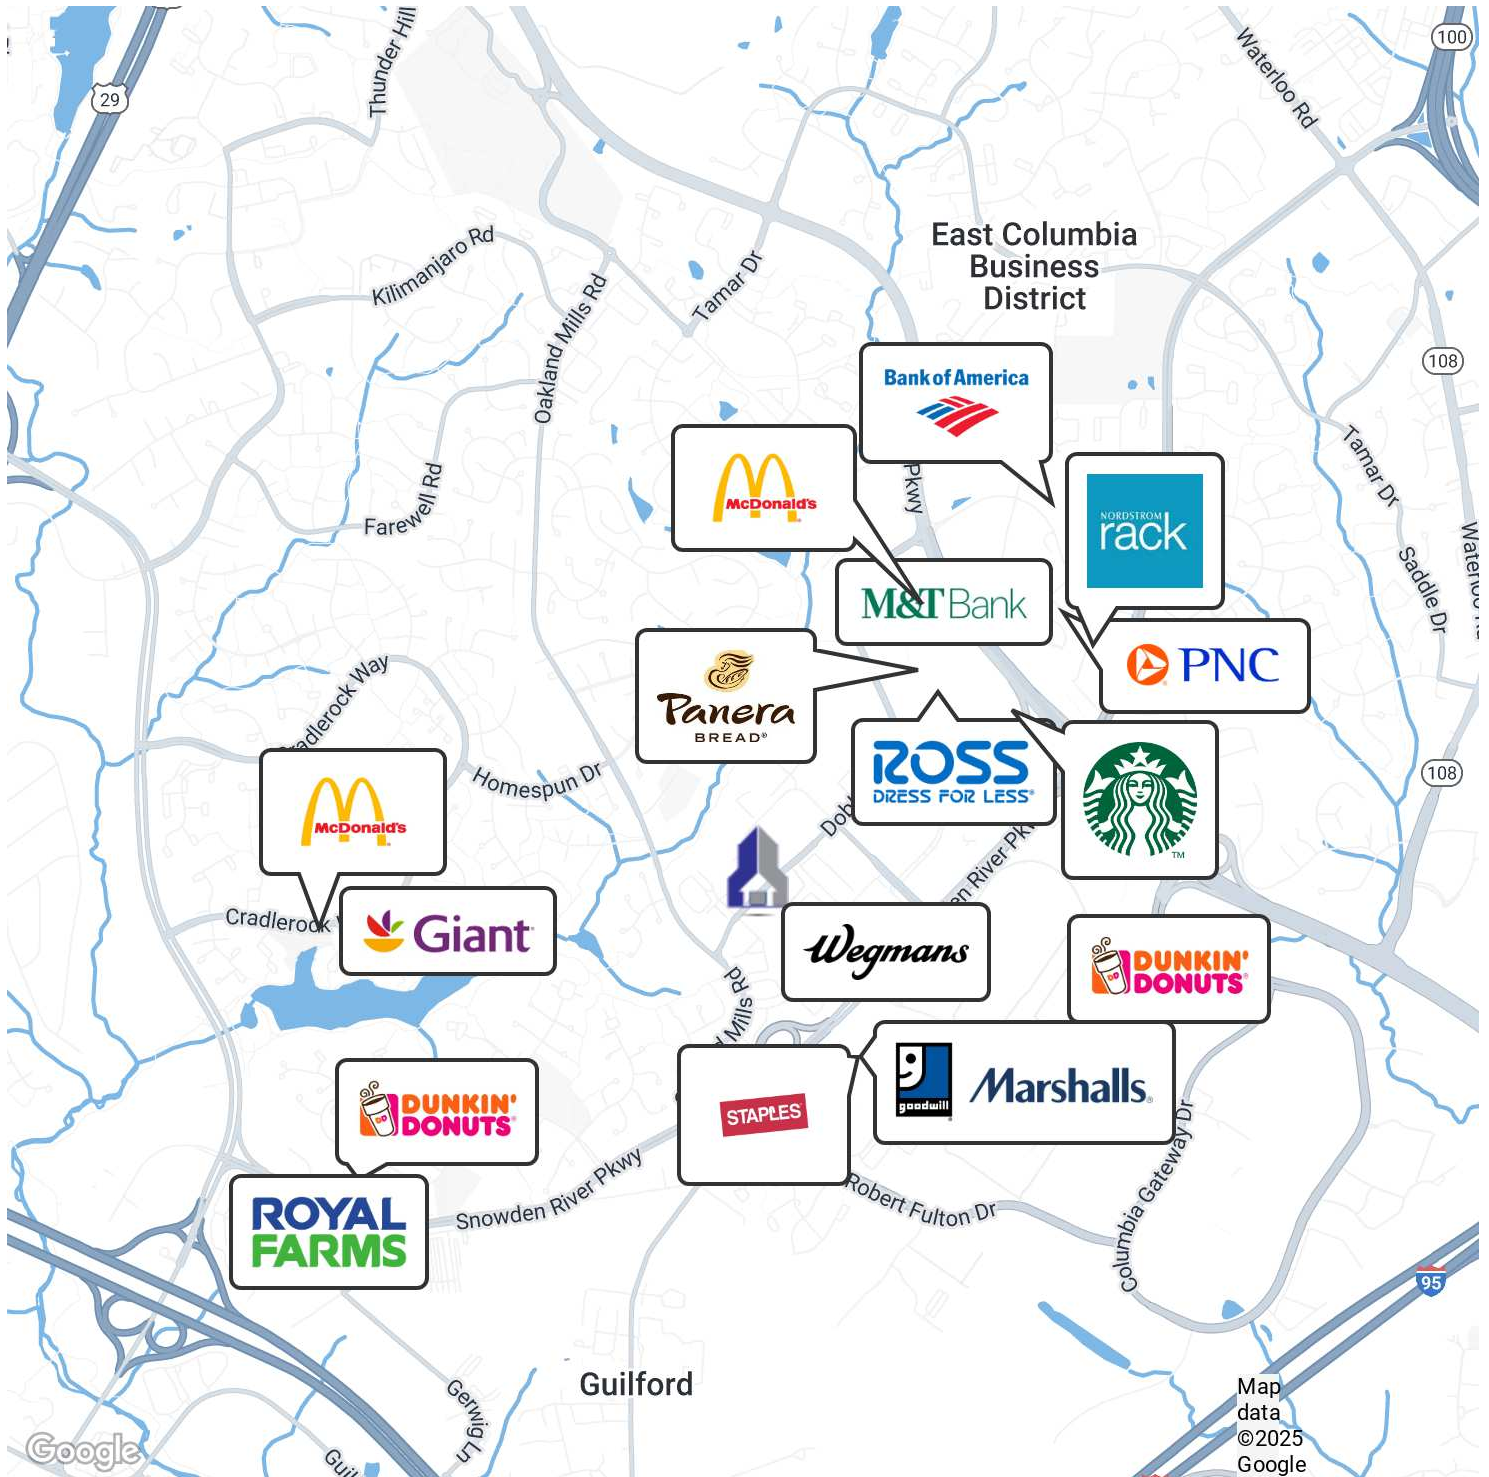 100
29
Thunder Hill
Waterloo Rd
East Columbia
Business
District
Kilimanjaro Rd
Tamar Dr
Oakland Mills Rd
108
Bank of America
McDonald's
Pkwy
NORDSTROM
rack
Tamar Dr
Farewell Rd
Saddle Dr
M&T Bank
PNC
Panera
BREAD®
Cradlerock Way
ROSS
DRESS FOR LESS®
Homespun Dr
108
McDonald's
TM
River
Cradlerock
Giant
Wegmans
DUNKIN'
DONUTS
Mills Rd
goodwill
Marshalls
STAPLES
DUNKIN'
DONUTS
Columbia Gateway Dr
Snowden River Pkwy
Robert Fulton Dr
ROYAL
FARMS
95
Guilford
Gerwig Ln
Map
data
©2025
Google
Google